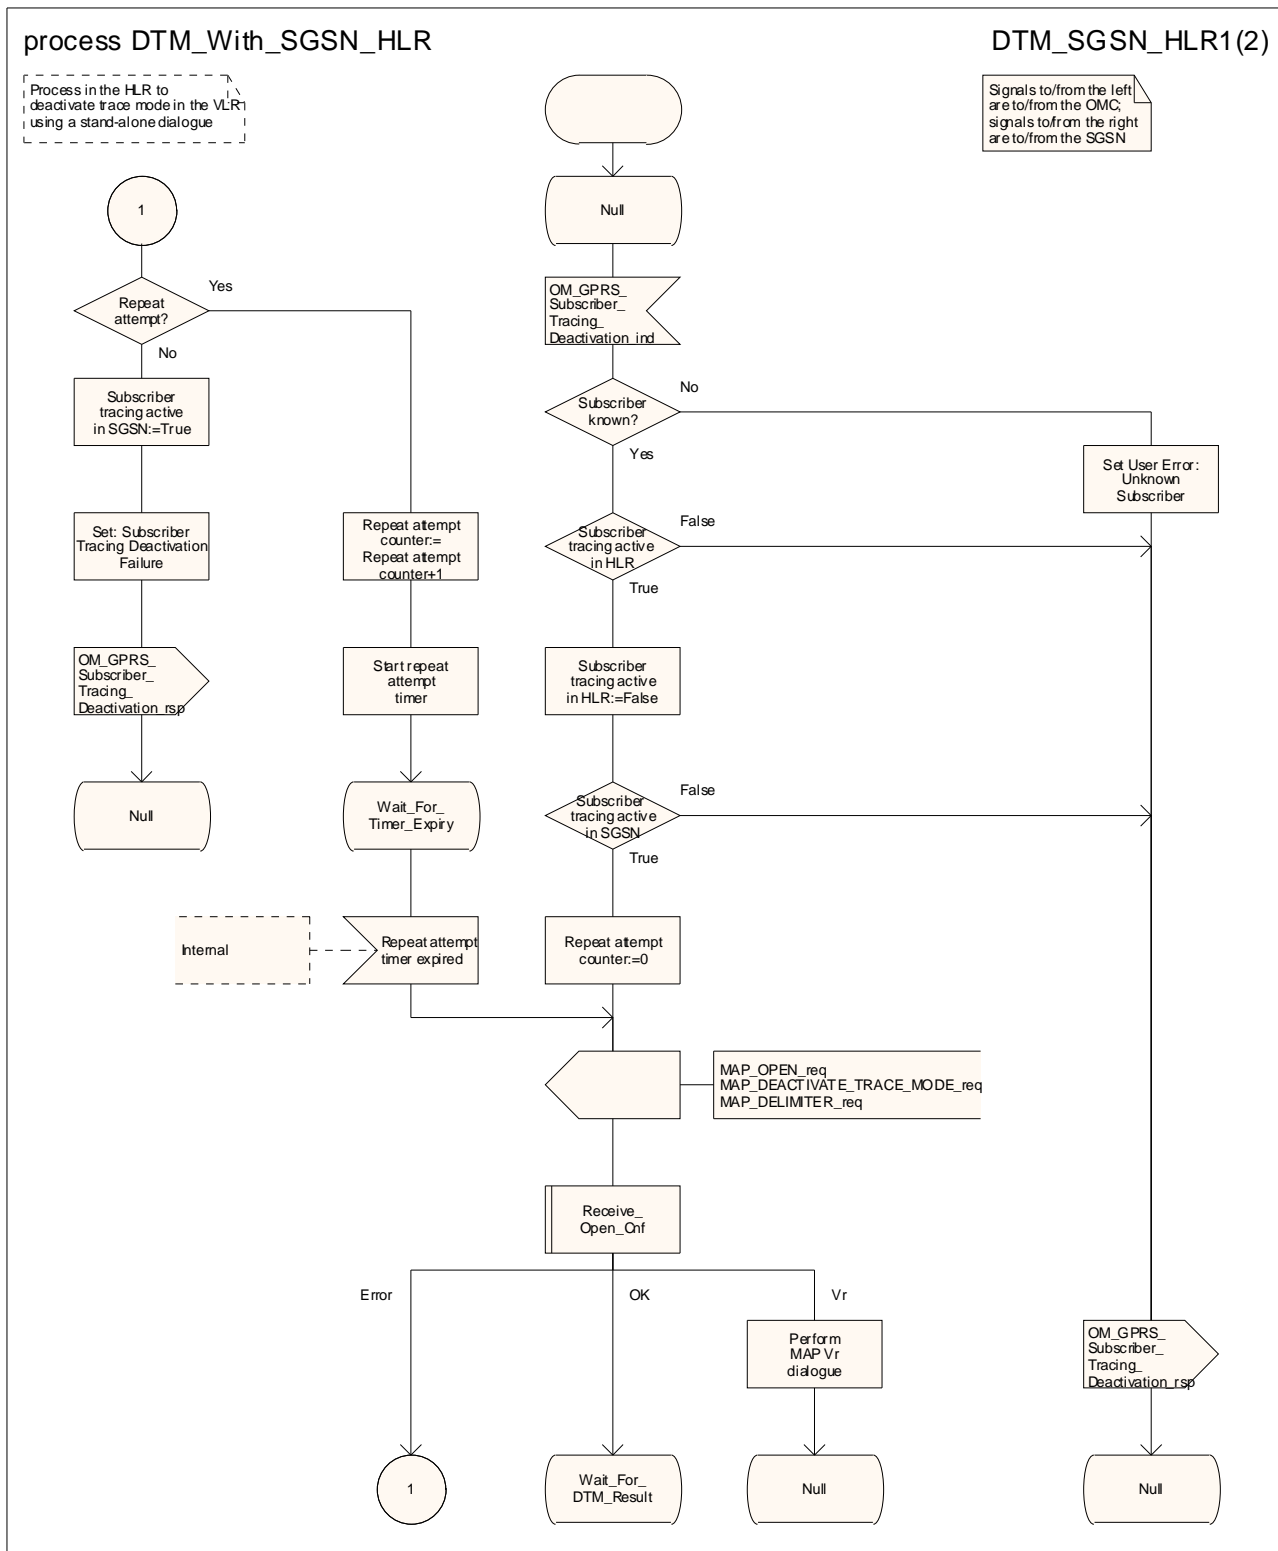 process DTM_With_SGSN_HLR
DTM_SGSN_HLR1(2)
Process in the HLR to
deactivate trace mode in the VLR
using a stand-alone dialogue
Signals to/from the left
are to/from the OMC;
signals to/from the right
are to/from the SGSN
1
Repeat
attempt?
Yes
No
Subscriber
tracing active
in SGSN:=True
Set: Subscriber
Tracing Deactivation
Failure
OM_GPRS_
Subscriber_
Tracing_
Deactivation_rsp
Null
Repeat attempt
counter:=
Repeat attempt
counter+1
Start repeat
attempt
timer
Wait_For_
Timer_Expiry
Internal
Repeat attempt
timer expired
Null
OM_GPRS_
Subscriber_
Tracing_
Deactivation_ind
Subscriber
known?
No
Yes
Set User Error:
Unknown
Subscriber
Subscriber
tracing active
in HLR
False
True
Subscriber
tracing active
in HLR:=False
Subscriber
tracing active
in SGSN
False
True
Repeat attempt
counter:=0
MAP_OPEN_req
MAP_DEACTIVATE_TRACE_MODE_req
MAP_DELIMITER_req
Receive_
Open_Cnf
Error
OK
Vr
Perform
MAP Vr
dialogue
OM_GPRS_
Subscriber_
Tracing_
Deactivation_rsp
1
Wait_For_
DTM_Result
Null
Null